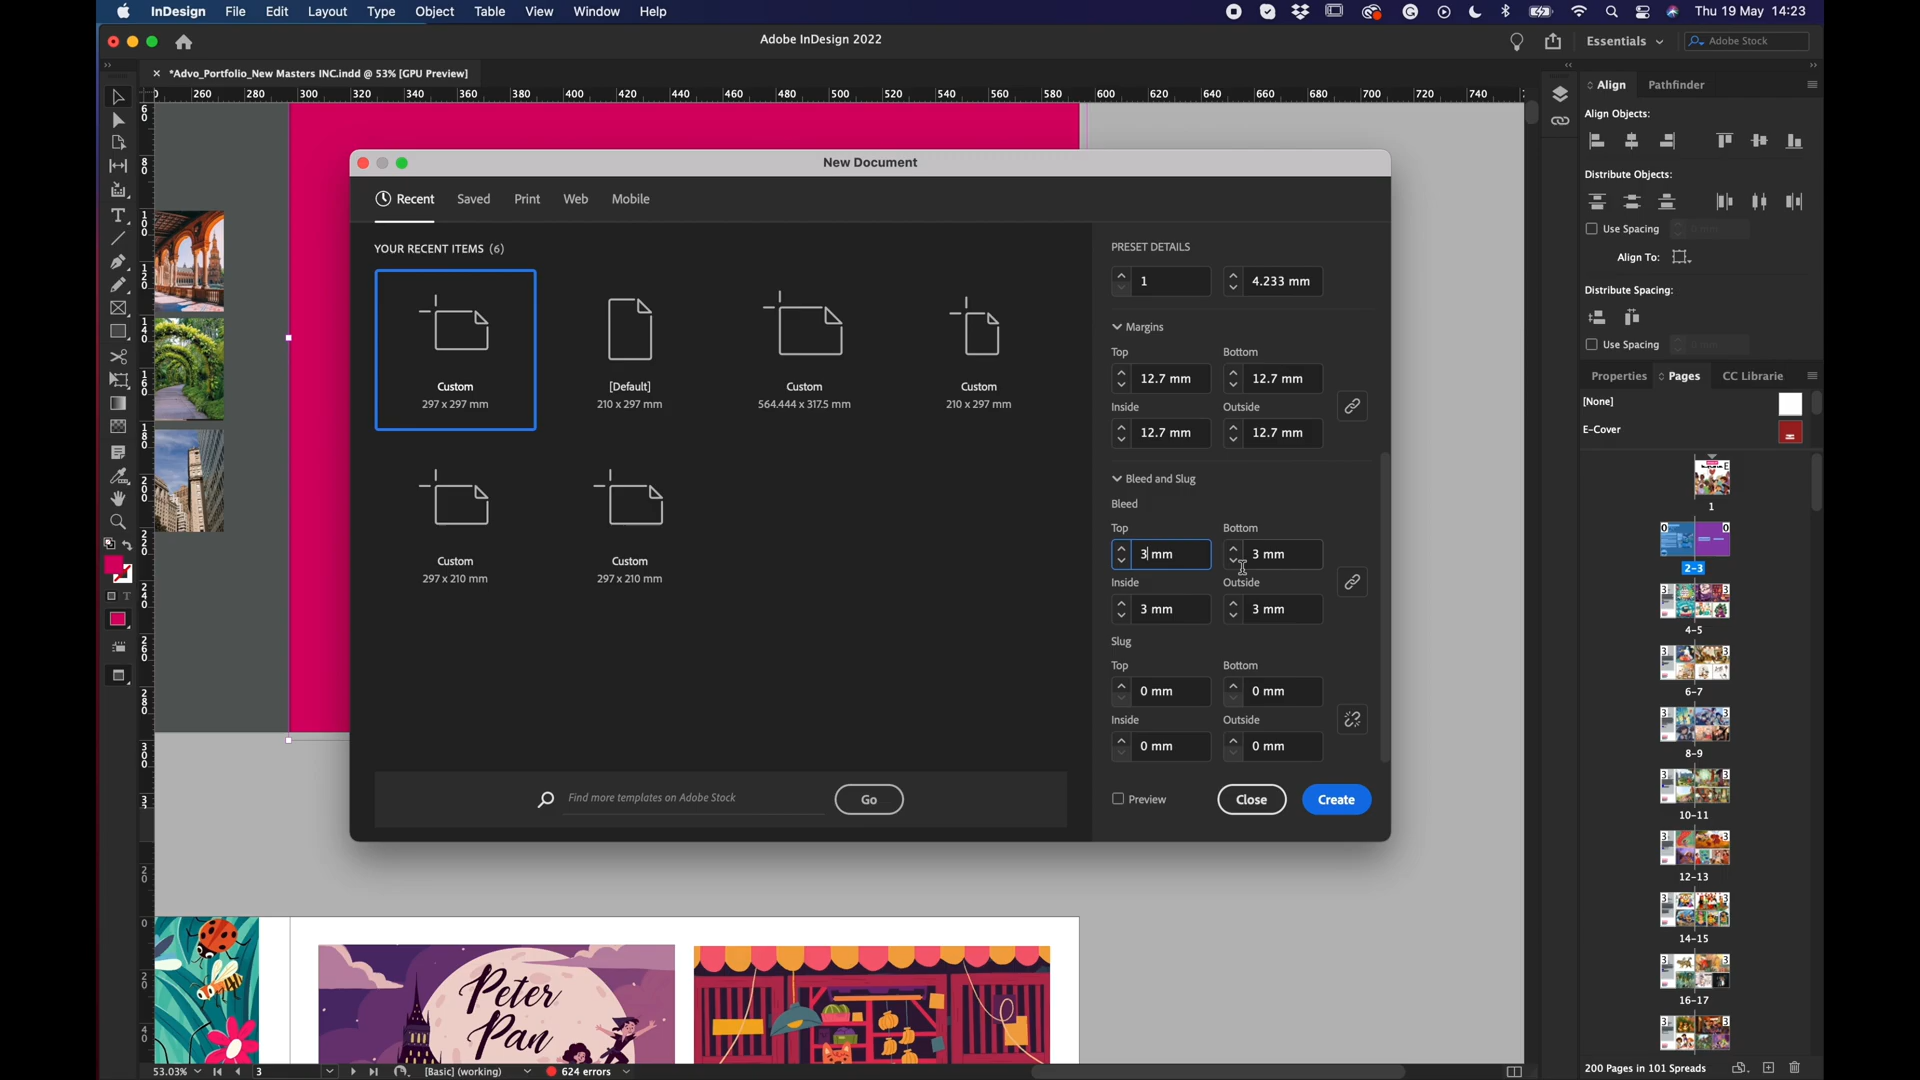 InDesign File Edit Layout Type Object Table View Window Help
Thu 19 May 14:23
Adobe InDesign 2022
Essentials
Adobe Stock
*Advo_Portfolio_New Masters INC.indd @ 53% [GPU Preview]
260 280 300 320 340 360 380 400 420 440 460 480 500 520 540 560 580 600 620 640 660 680 700 720 740
New Document
Recent Saved Print Web Mobile
YOUR RECENT ITEMS (6)
Custom
297 x 297 mm
[Default]
210 x 297 mm
Custom
564.444 x 317.5 mm
Custom
210 x 297 mm
Custom
297 x 210 mm
Custom
297 x 210 mm
Find more templates on Adobe Stock
Go
PRESET DETAILS
1 4.233 mm
Margins
Top Bottom
12.7 mm 12.7 mm
Inside Outside
12.7 mm 12.7 mm
Bleed and Slug
Bleed
Top Bottom
3 mm 3 mm
Inside Outside
3 mm 3 mm
Slug
Top Bottom
0 mm 0 mm
Inside Outside
0 mm 0 mm
Preview Close Create
Align Pathfinder
Align Objects:
Distribute Objects:
Use Spacing 0 mm
Align To:
Distribute Spacing:
Use Spacing 0 mm
Properties Pages CC Librarie
[None]
E-Cover
1
2-3
4-5
6-7
8-9
10-11
12-13
14-15
16-17
200 Pages in 101 Spreads
Peter
Pan
53.03% 3 [Basic] (working) 624 errors